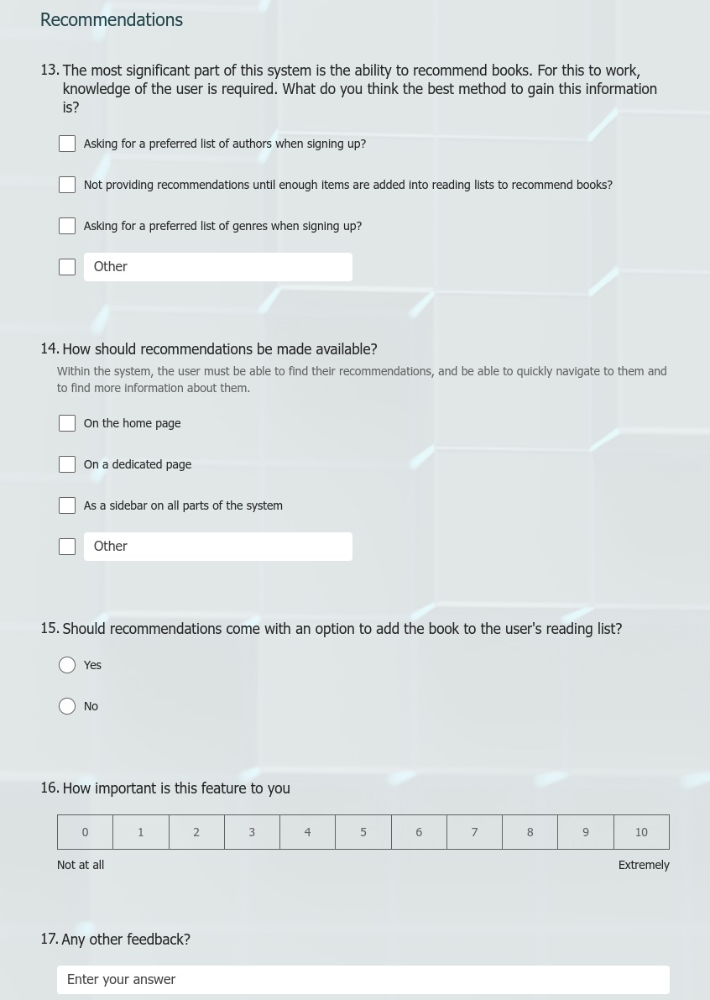 Recommendations
13. The most significant part of this system is the ability to recommend books. For this to work,
knowledge of the user is required. What do you think the best method to gain this information
is?
Asking for a preferred list of authors when signing up?
Not providing recommendations until enough items are added into reading lists to recommend books?
Asking for a preferred list of genres when signing up?
Other
14. How should recommendations be made available?
Within the system, the user must be able to find their recommendations, and be able to quickly navigate to them and
to find more information about them.
On the home page
On a dedicated page
As a sidebar on all parts of the system
Other
15. Should recommendations come with an option to add the book to the user's reading list?
Yes
No
16. How important is this feature to you
0 1 2 3 4 5 6 7 8 9 10
Not at all Extremely
17. Any other feedback?
Enter your answer